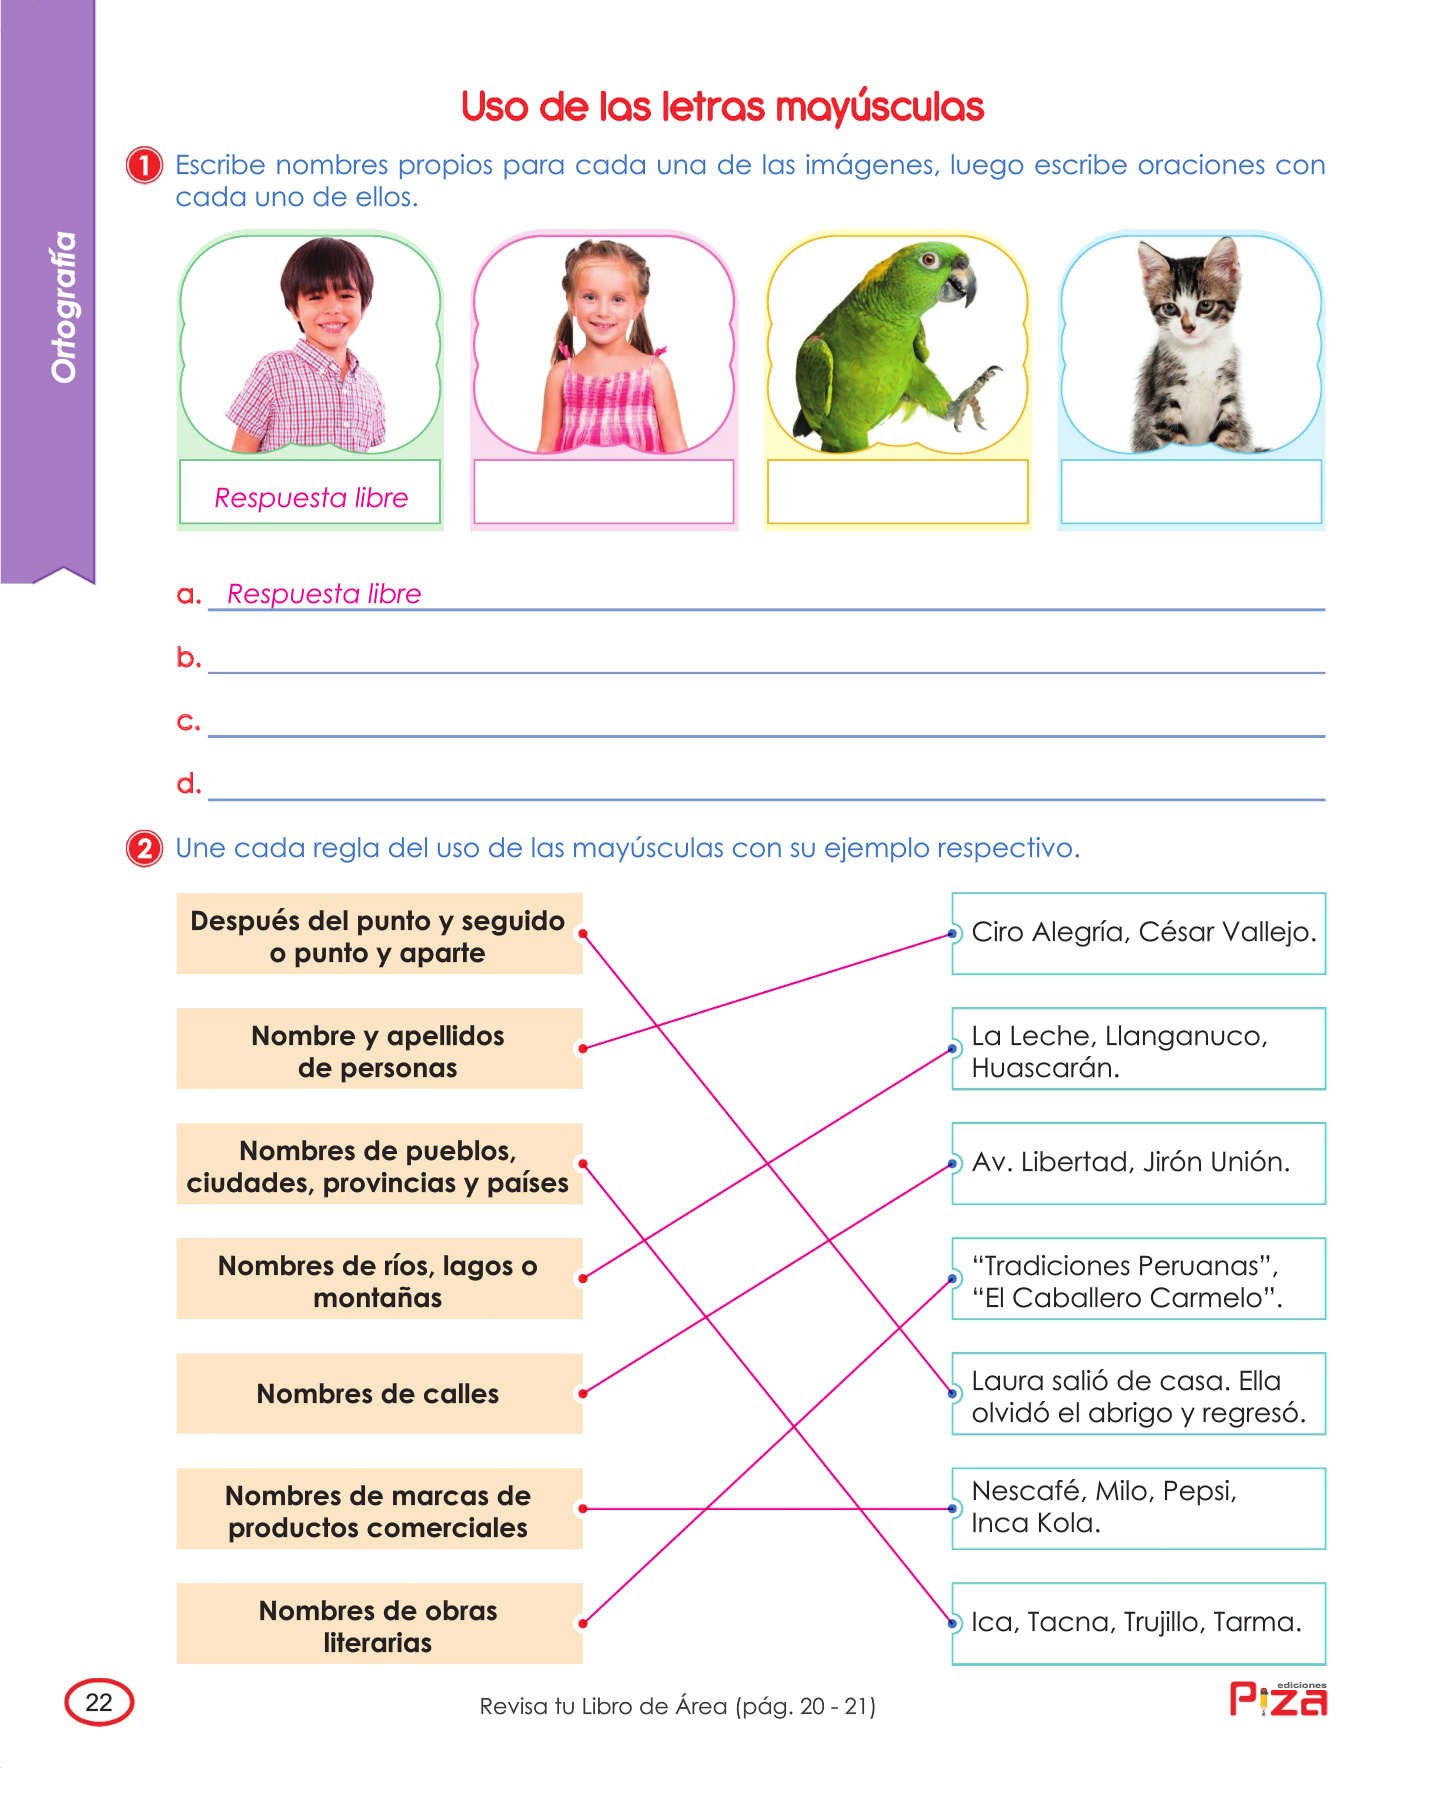 Ortografía
Uso de las letras mayúsculas
1 Escribe nombres propios para cada una de las imágenes, luego escribe oraciones con
cada uno de ellos.
Respuesta libre
a. Respuesta libre
b.
c.
d.
2 Une cada regla del uso de las mayúsculas con su ejemplo respectivo.
Después del punto y seguido
o punto y aparte
Nombre y apellidos
de personas
Nombres de pueblos,
ciudades, provincias y países
Nombres de ríos, lagos o
montañas
Nombres de calles
Nombres de marcas de
productos comerciales
Nombres de obras
literarias
Ciro Alegría, César Vallejo.
La Leche, Llanganuco,
Huascarán.
Av. Libertad, Jirón Unión.
“Tradiciones Peruanas”,
“El Caballero Carmelo”.
Laura salió de casa. Ella
olvidó el abrigo y regresó.
Nescafé, Milo, Pepsi,
Inca Kola.
Ica, Tacna, Trujillo, Tarma.
22
Revisa tu Libro de Área (pág. 20 - 21)
ediciones
Piza